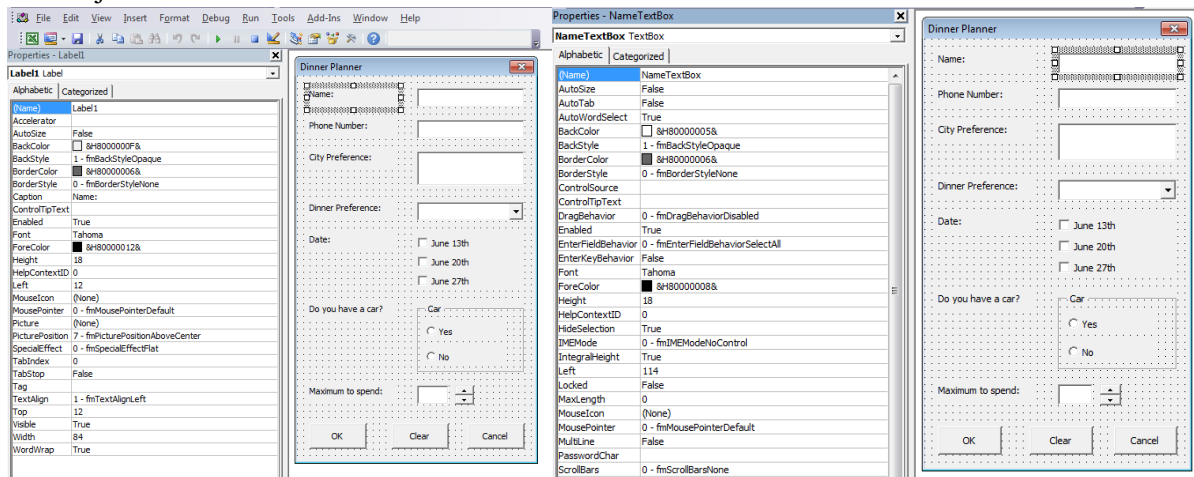 File Edit View Insert Format Debug Run Tools Add-Ins Window Help
Properties - Label1
Label1 Label
Alphabetic Categorized
(Name) Label1
Accelerator
AutoSize False
BackColor &H8000000F&
BackStyle 1 - fmBackStyleOpaque
BorderColor &H80000006&
BorderStyle 0 - fmBorderStyleNone
Caption Name:
ControlTipText
Enabled True
Font Tahoma
ForeColor &H80000012&
Height 18
HelpContextID 0
Left 12
MouseIcon (None)
MousePointer 0 - fmMousePointerDefault
Picture (None)
PicturePosition 7 - fmPicturePositionAboveCenter
SpecialEffect 0 - fmSpecialEffectFlat
TabIndex 0
TabStop False
Tag
TextAlign 1 - fmTextAlignLeft
Top 12
Visible True
Width 84
WordWrap True
Dinner Planner
Name:
Phone Number:
City Preference:
Dinner Preference:
Date:
June 13th
June 20th
June 27th
Do you have a car?
Car
Yes
No
Maximum to spend:
OK Clear Cancel
Properties - NameTextBox
NameTextBox TextBox
Alphabetic Categorized
(Name) NameTextBox
AutoSize False
AutoTab False
AutoWordSelect True
BackColor &H80000005&
BackStyle 1 - fmBackStyleOpaque
BorderColor &H80000006&
BorderStyle 0 - fmBorderStyleNone
ControlSource
ControlTipText
DragBehavior 0 - fmDragBehaviorDisabled
Enabled True
EnterFieldBehavior 0 - fmEnterFieldBehaviorSelectAll
EnterKeyBehavior False
Font Tahoma
ForeColor &H80000008&
Height 18
HelpContextID 0
HideSelection True
IMEMode 0 - fmIMEModeNoControl
IntegralHeight True
Left 114
Locked False
MaxLength 0
MouseIcon (None)
MousePointer 0 - fmMousePointerDefault
MultiLine False
PasswordChar
ScrollBars 0 - fmScrollBarsNone
Dinner Planner
Name:
Phone Number:
City Preference:
Dinner Preference:
Date:
June 13th
June 20th
June 27th
Do you have a car?
Car
Yes
No
Maximum to spend:
OK Clear Cancel